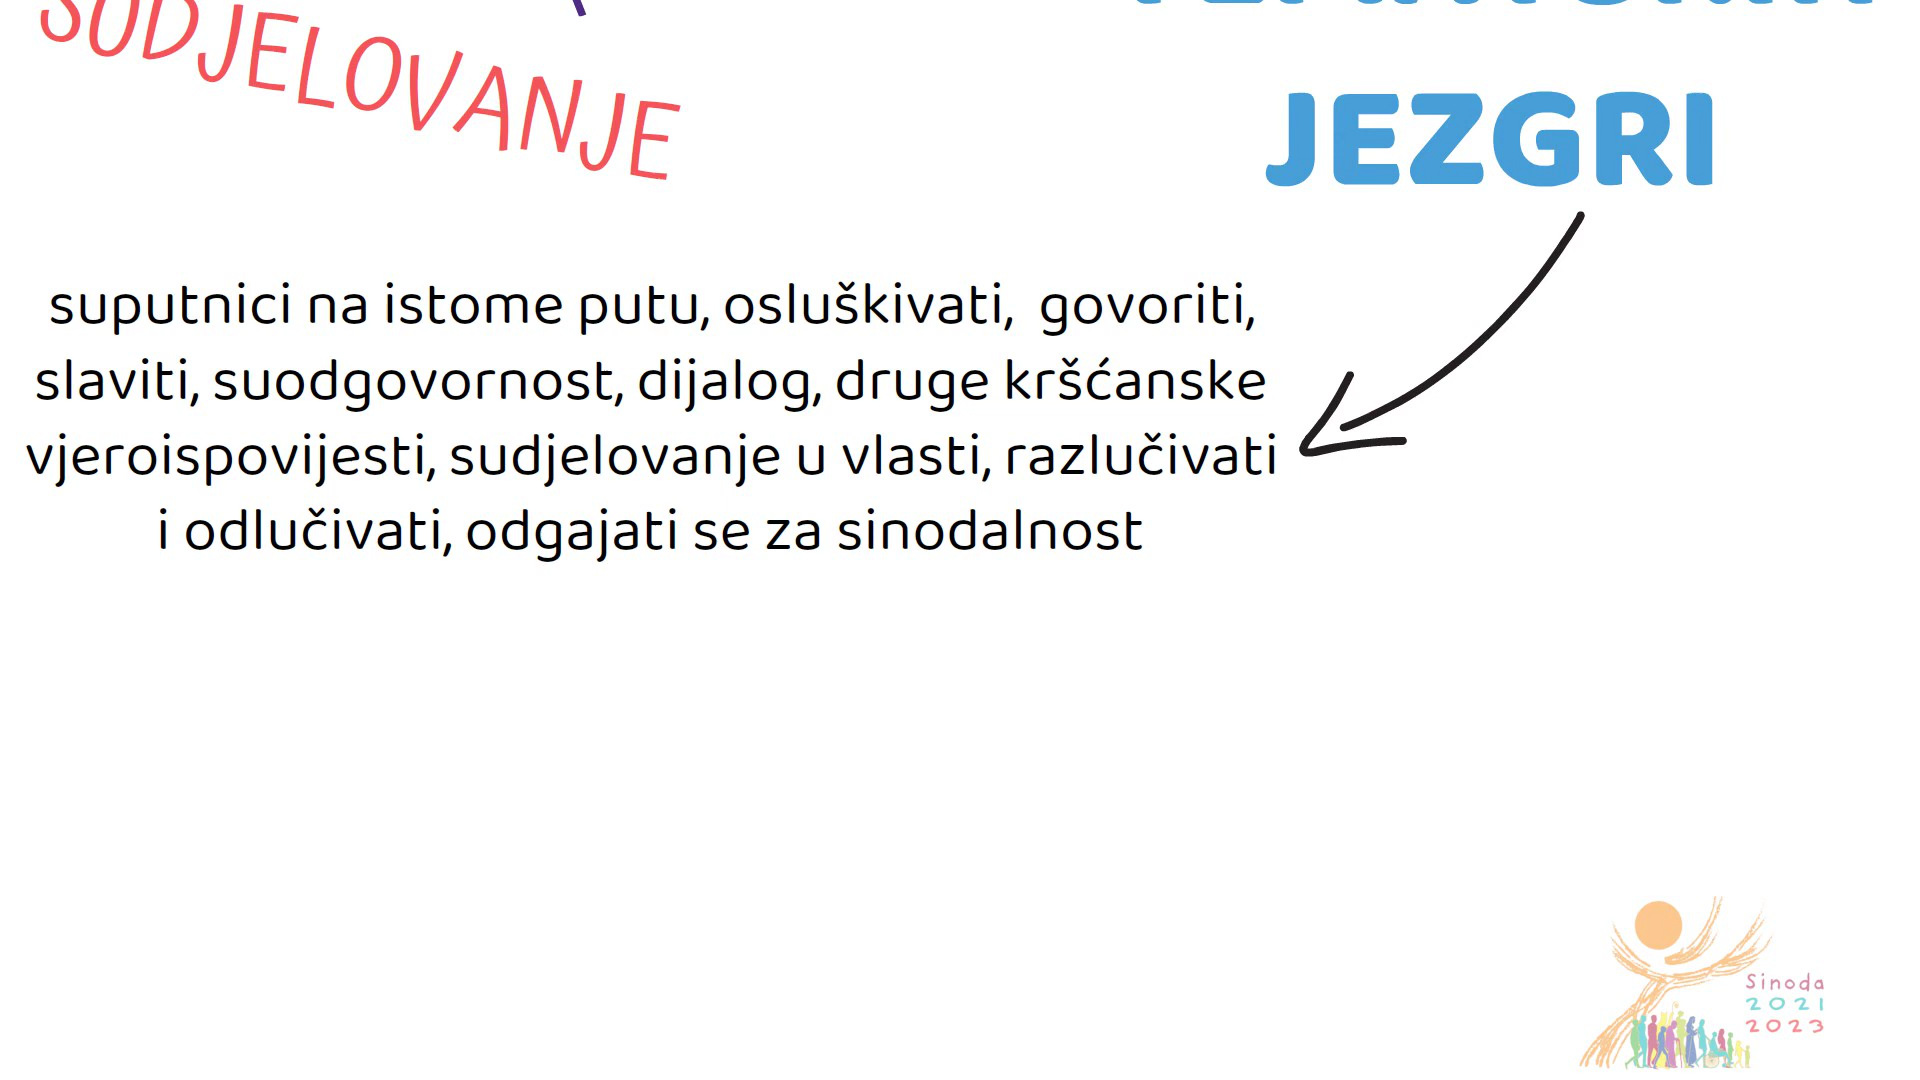 SUDJELOVANJE
JEZGRI
suputnici na istome putu, osluškivati, govoriti,
slaviti, suodgovornost, dijalog, druge kršćanske
vjeroispovijesti, sudjelovanje u vlasti, razlučivati
i odlučivati, odgajati se za sinodalnost
Sinoda
2021
2023